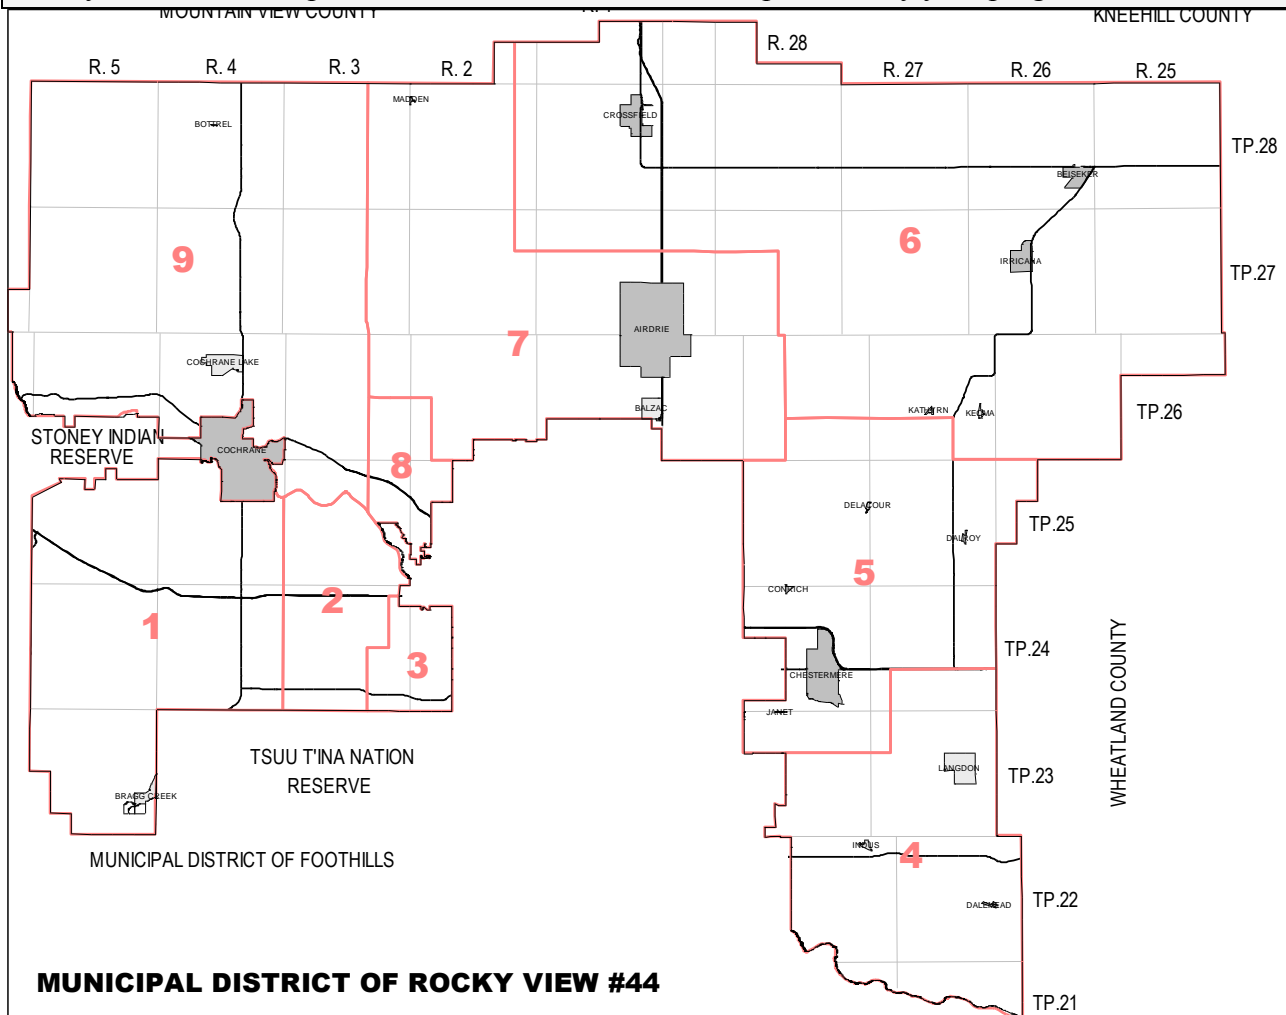 MOUNTAIN VIEW COUNTY
KNEEHILL COUNTY
R. 28
R. 5
R. 4
R. 3
R. 2
R. 27
R. 26
R. 25
MADDEN
BOTTREL
CROSSFIELD
TP.28
BEISEKER
9
6
IRRICANA
TP.27
AIRDRIE
7
COCHRANE LAKE
BALZAC
KATHYRN
KEOMA
TP.26
STONEY INDIAN
RESERVE
COCHRANE
8
DELACOUR
TP.25
DALROY
5
CONRICH
2
1
TP.24
3
CHESTERMERE
WHEATLAND COUNTY
JANET
TSUU T'INA NATION
RESERVE
LANGDON
TP.23
BRAGG CREEK
INDUS
4
MUNICIPAL DISTRICT OF FOOTHILLS
TP.22
DALEMEAD
MUNICIPAL DISTRICT OF ROCKY VIEW #44
TP.21